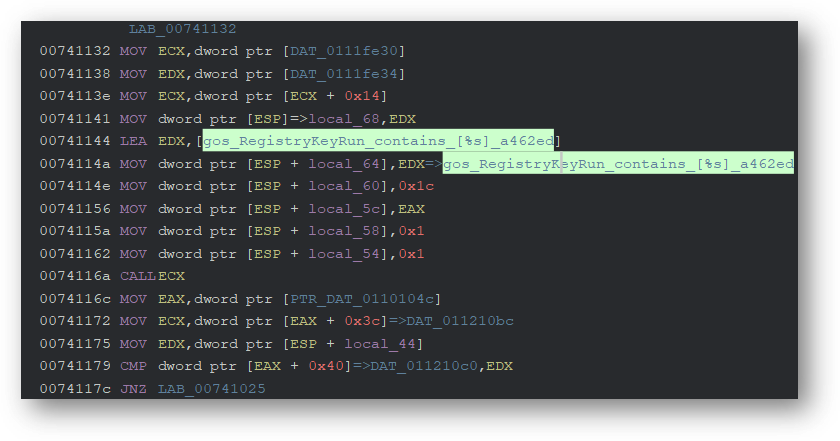 LAB_00741132
00741132 MOV ECX,dword ptr [DAT_0111fe30]
00741138 MOV EDX,dword ptr [DAT_0111fe34]
0074113e MOV ECX,dword ptr [ECX + 0x14]
00741141 MOV dword ptr [ESP]=>local_68,EDX
00741144 LEA EDX,[gos_RegistryKeyRun_contains_[%s]_a462ed]
0074114a MOV dword ptr [ESP + local_64],EDX=>gos_RegistryKeyRun_contains_[%s]_a462ed
0074114e MOV dword ptr [ESP + local_60],0x1c
00741156 MOV dword ptr [ESP + local_5c],EAX
0074115a MOV dword ptr [ESP + local_58],0x1
00741162 MOV dword ptr [ESP + local_54],0x1
0074116a CALL ECX
0074116c MOV EAX,dword ptr [PTR_DAT_0110104c]
00741172 MOV ECX,dword ptr [EAX + 0x3c]=>DAT_011210bc
00741175 MOV EDX,dword ptr [ESP + local_44]
00741179 CMP dword ptr [EAX + 0x40]=>DAT_011210c0,EDX
0074117c JNZ LAB_00741025